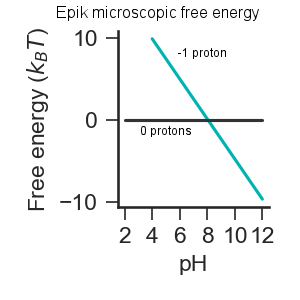 Epik microscopic free energy
Free energy (k_BT)
10
0
−10
-1 proton
0 protons
2 4 6 8 10 12
pH